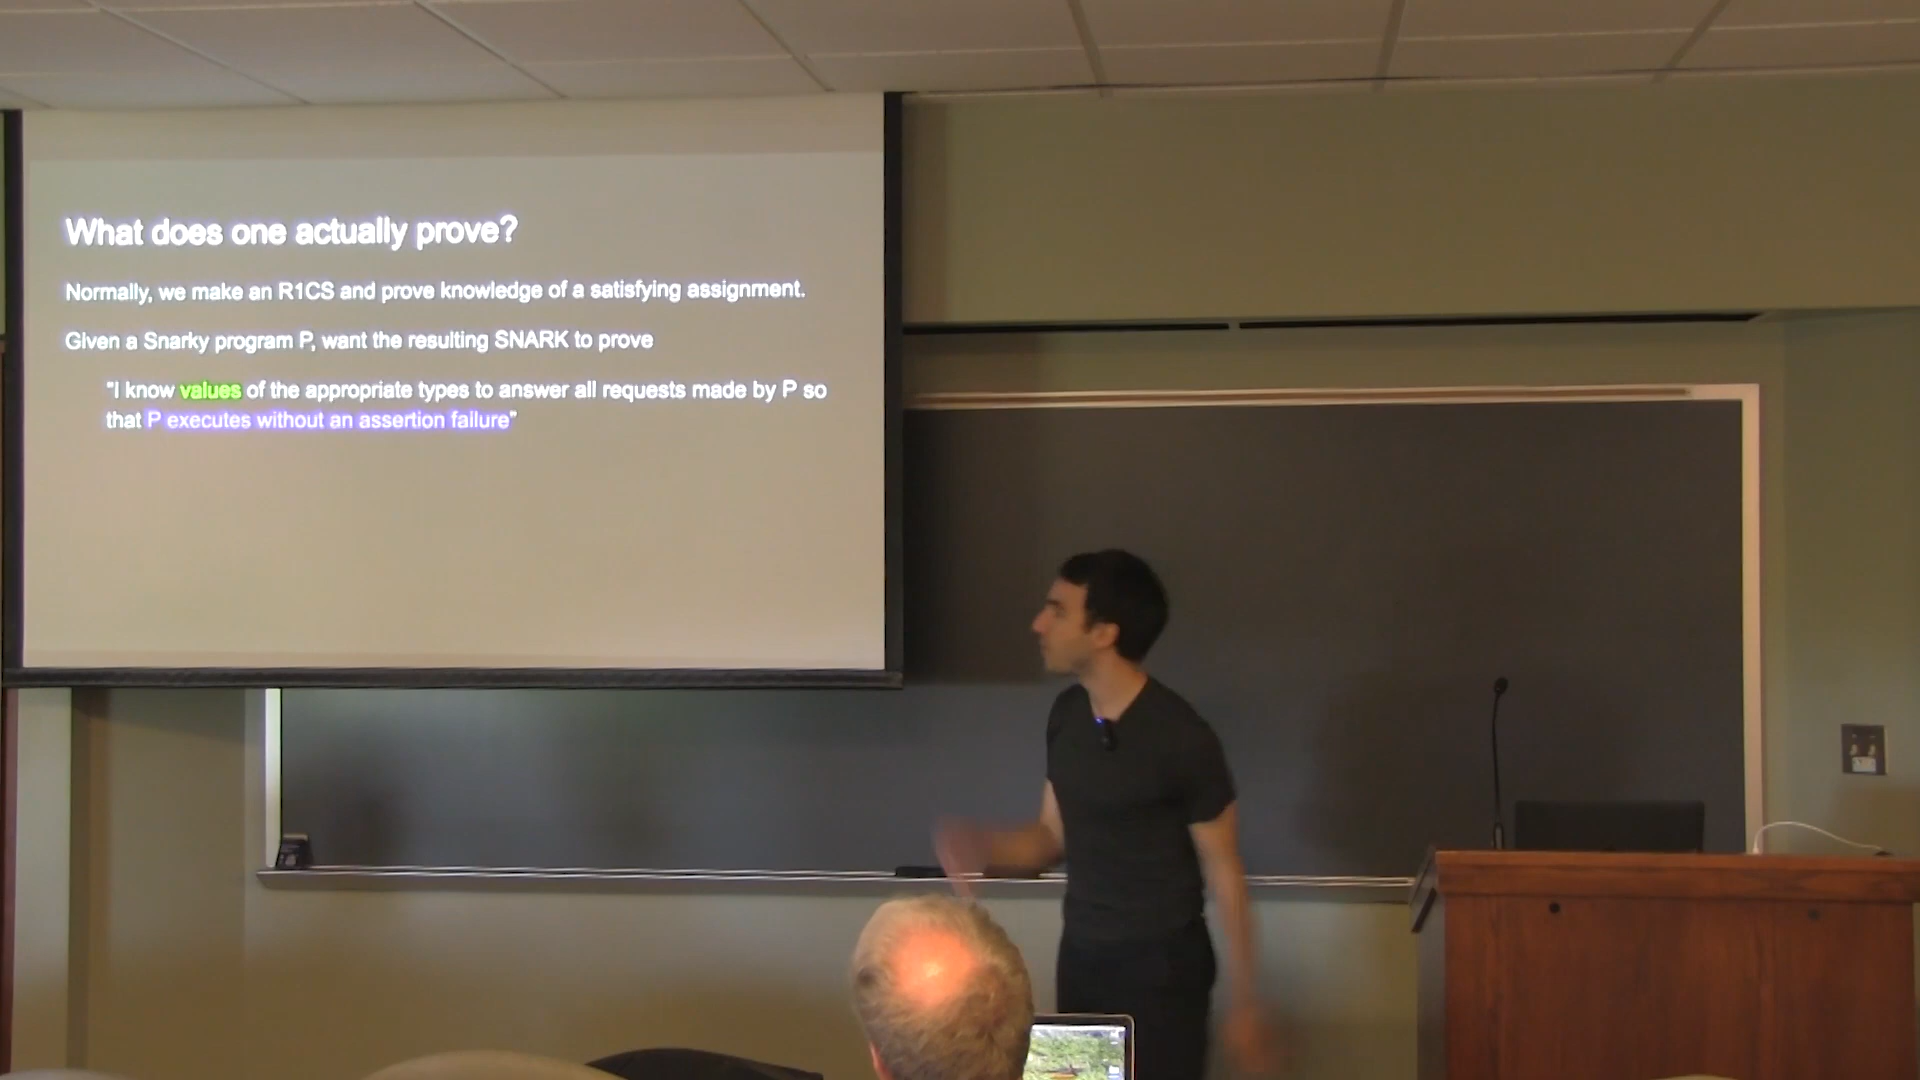 What does one actually prove?
Normally, we make an R1CS and prove knowledge of a satisfying assignment.
Given a Snarky program P, want the resulting SNARK to prove
"I know values of the appropriate types to answer all requests made by P so
that P executes without an assertion failure"